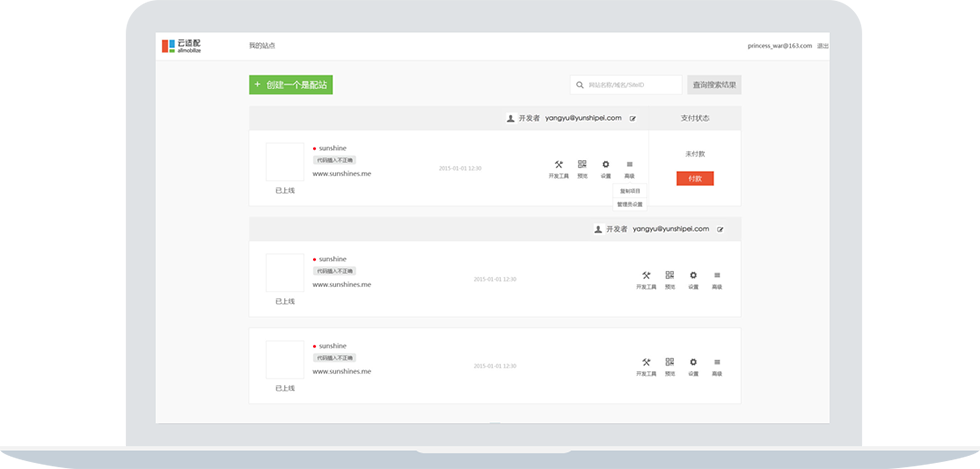 云适配
allmobilize
我的站点
princess_war@163.com 退出
+ 创建一个是配站
网站名称/域名/SiteID
查询搜索结果
开发者 yangyu@yunshipei.com
支付状态
sunshine
代码插入不正确
www.sunshines.me
已上线
2015-01-01 12:30
开发工具 预览 设置 高级
复制项目
管理员设置
未付款
付款
开发者 yangyu@yunshipei.com
sunshine
代码插入不正确
www.sunshines.me
已上线
2015-01-01 12:30
开发工具 预览 设置 高级
sunshine
代码插入不正确
www.sunshines.me
已上线
2015-01-01 12:30
开发工具 预览 设置 高级